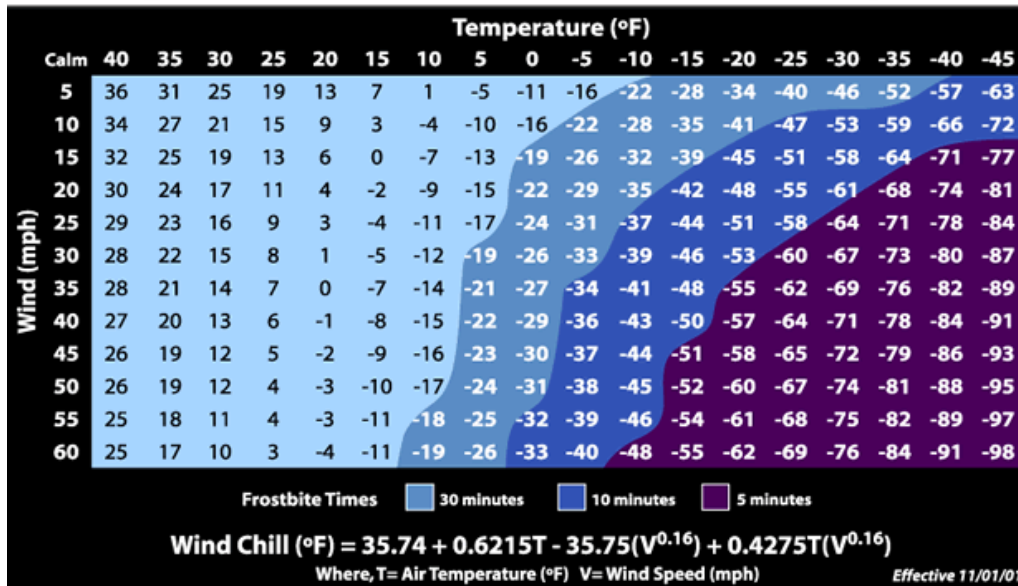 Temperature (ºF)
Calm 40 35 30 25 20 15 10 5 0 -5 -10 -15 -20 -25 -30 -35 -40 -45
5 36 31 25 19 13 7 1 -5 -11 -16 -22 -28 -34 -40 -46 -52 -57 -63
10 34 27 21 15 9 3 -4 -10 -16 -22 -28 -35 -41 -47 -53 -59 -66 -72
15 32 25 19 13 6 0 -7 -13 -19 -26 -32 -39 -45 -51 -58 -64 -71 -77
20 30 24 17 11 4 -2 -9 -15 -22 -29 -35 -42 -48 -55 -61 -68 -74 -81
25 29 23 16 9 3 -4 -11 -17 -24 -31 -37 -44 -51 -58 -64 -71 -78 -84
30 28 22 15 8 1 -5 -12 -19 -26 -33 -39 -46 -53 -60 -67 -73 -80 -87
35 28 21 14 7 0 -7 -14 -21 -27 -34 -41 -48 -55 -62 -69 -76 -82 -89
40 27 20 13 6 -1 -8 -15 -22 -29 -36 -43 -50 -57 -64 -71 -78 -84 -91
45 26 19 12 5 -2 -9 -16 -23 -30 -37 -44 -51 -58 -65 -72 -79 -86 -93
50 26 19 12 4 -3 -10 -17 -24 -31 -38 -45 -52 -60 -67 -74 -81 -88 -95
55 25 18 11 4 -3 -11 -18 -25 -32 -39 -46 -54 -61 -68 -75 -82 -89 -97
60 25 17 10 3 -4 -11 -19 -26 -33 -40 -48 -55 -62 -69 -76 -84 -91 -98
Wind (mph)
Frostbite Times 30 minutes 10 minutes 5 minutes
Wind Chill (ºF) = 35.74 + 0.6215T - 35.75(V^0.16) + 0.4275T(V^0.16)
Where, T= Air Temperature (ºF) V= Wind Speed (mph)
Effective 11/01/01